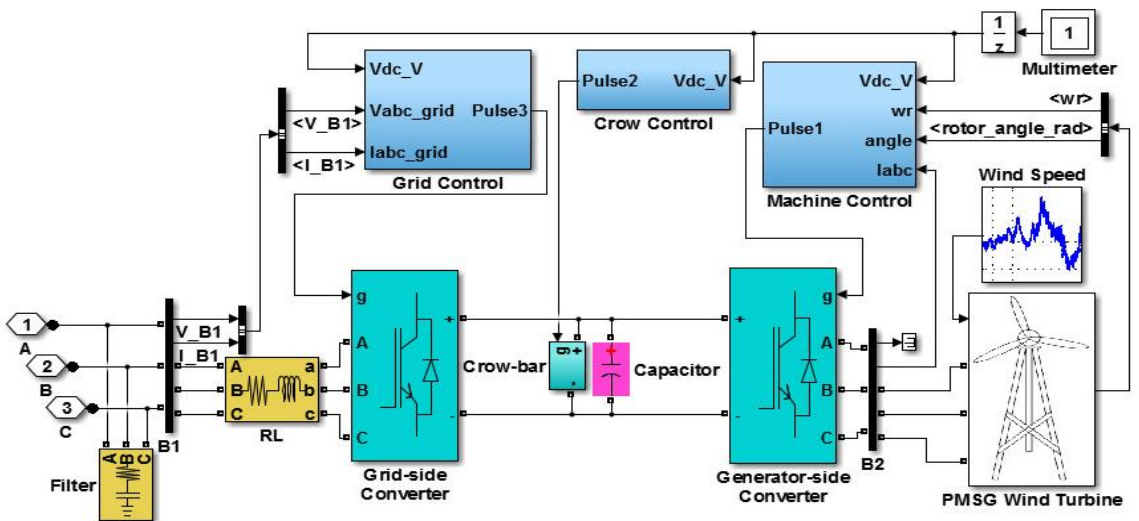 1
z
1
Multimeter
Vdc_V
Vabc_grid
Iabc_grid
Pulse3
Grid Control
<V_B1>
<I_B1>
Pulse2
Vdc_V
Crow Control
Vdc_V
wr
angle
Iabc
Pulse1
Machine Control
<wr>
<rotor_angle_rad>
Wind Speed
1
A
2
B
3
C
V_B1
I_B1
B1
A
B
C
a
b
c
RL
A
B
C
Filter
g
A
B
C
+
-
Grid-side
Converter
g
+
-
Crow-bar
+
Capacitor
g
+
-
A
B
C
Generator-side
Converter
B2
PMSG Wind Turbine